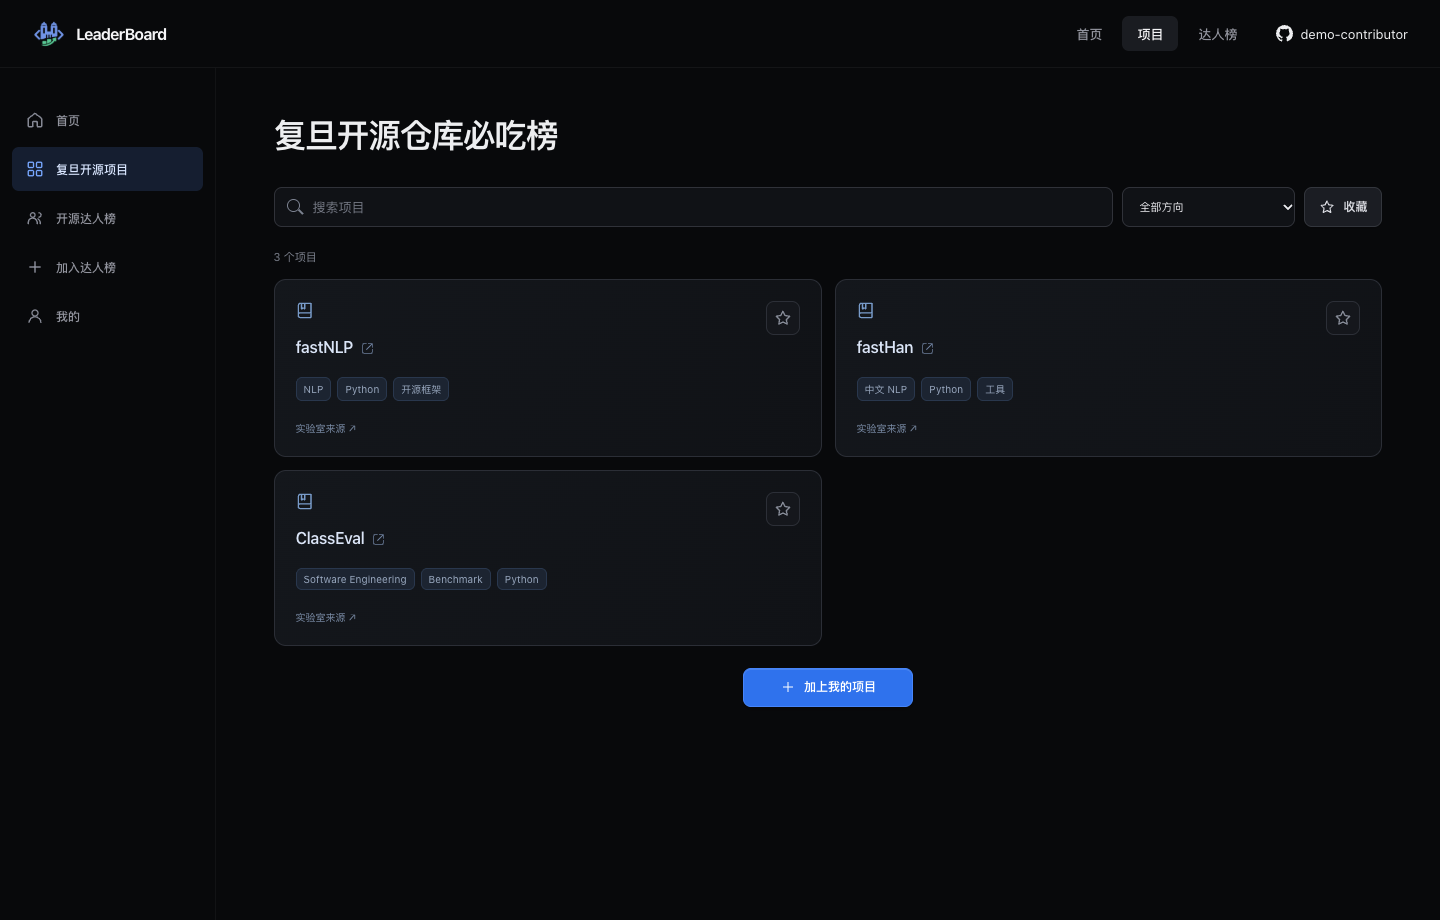 LeaderBoard
首页
项目
达人榜
demo-contributor
首页
复旦开源项目
开源达人榜
加入达人榜
我的
复旦开源仓库必吃榜
搜索项目
全部方向
收藏
3 个项目
fastNLP
NLP
Python
开源框架
实验室来源 ↗
fastHan
中文 NLP
Python
工具
实验室来源 ↗
ClassEval
Software Engineering
Benchmark
Python
实验室来源 ↗
加上我的项目